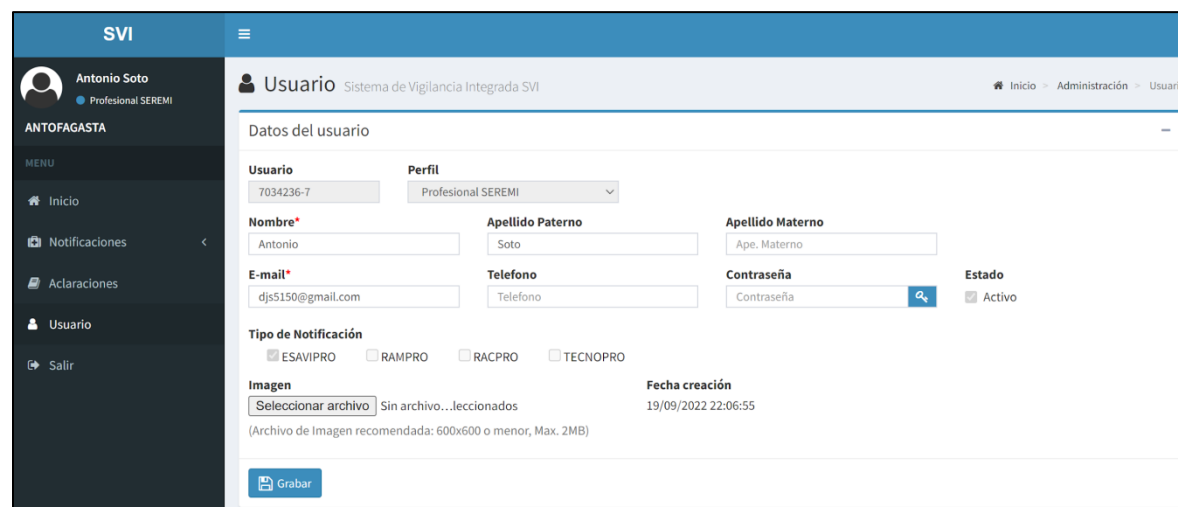 SVI
Antonio Soto
Profesional SEREMI
ANTOFAGASTA
MENU
Inicio
Notificaciones
Aclaraciones
Usuario
Salir
Usuario Sistema de Vigilancia Integrada SVI
Inicio > Administración > Usuari
Datos del usuario
Usuario Perfil
7034236-7 Profesional SEREMI
Nombre* Apellido Paterno Apellido Materno
Antonio Soto Ape. Materno
E-mail* Telefono Contraseña Estado
djs5150@gmail.com Telefono Contraseña Activo
Tipo de Notificación
ESAVIPRO RAMPRO RACPRO TECNOPRO
Imagen Fecha creación
Seleccionar archivo Sin archivo...leccionados 19/09/2022 22:06:55
(Archivo de Imagen recomendada: 600x600 o menor, Max. 2MB)
Grabar